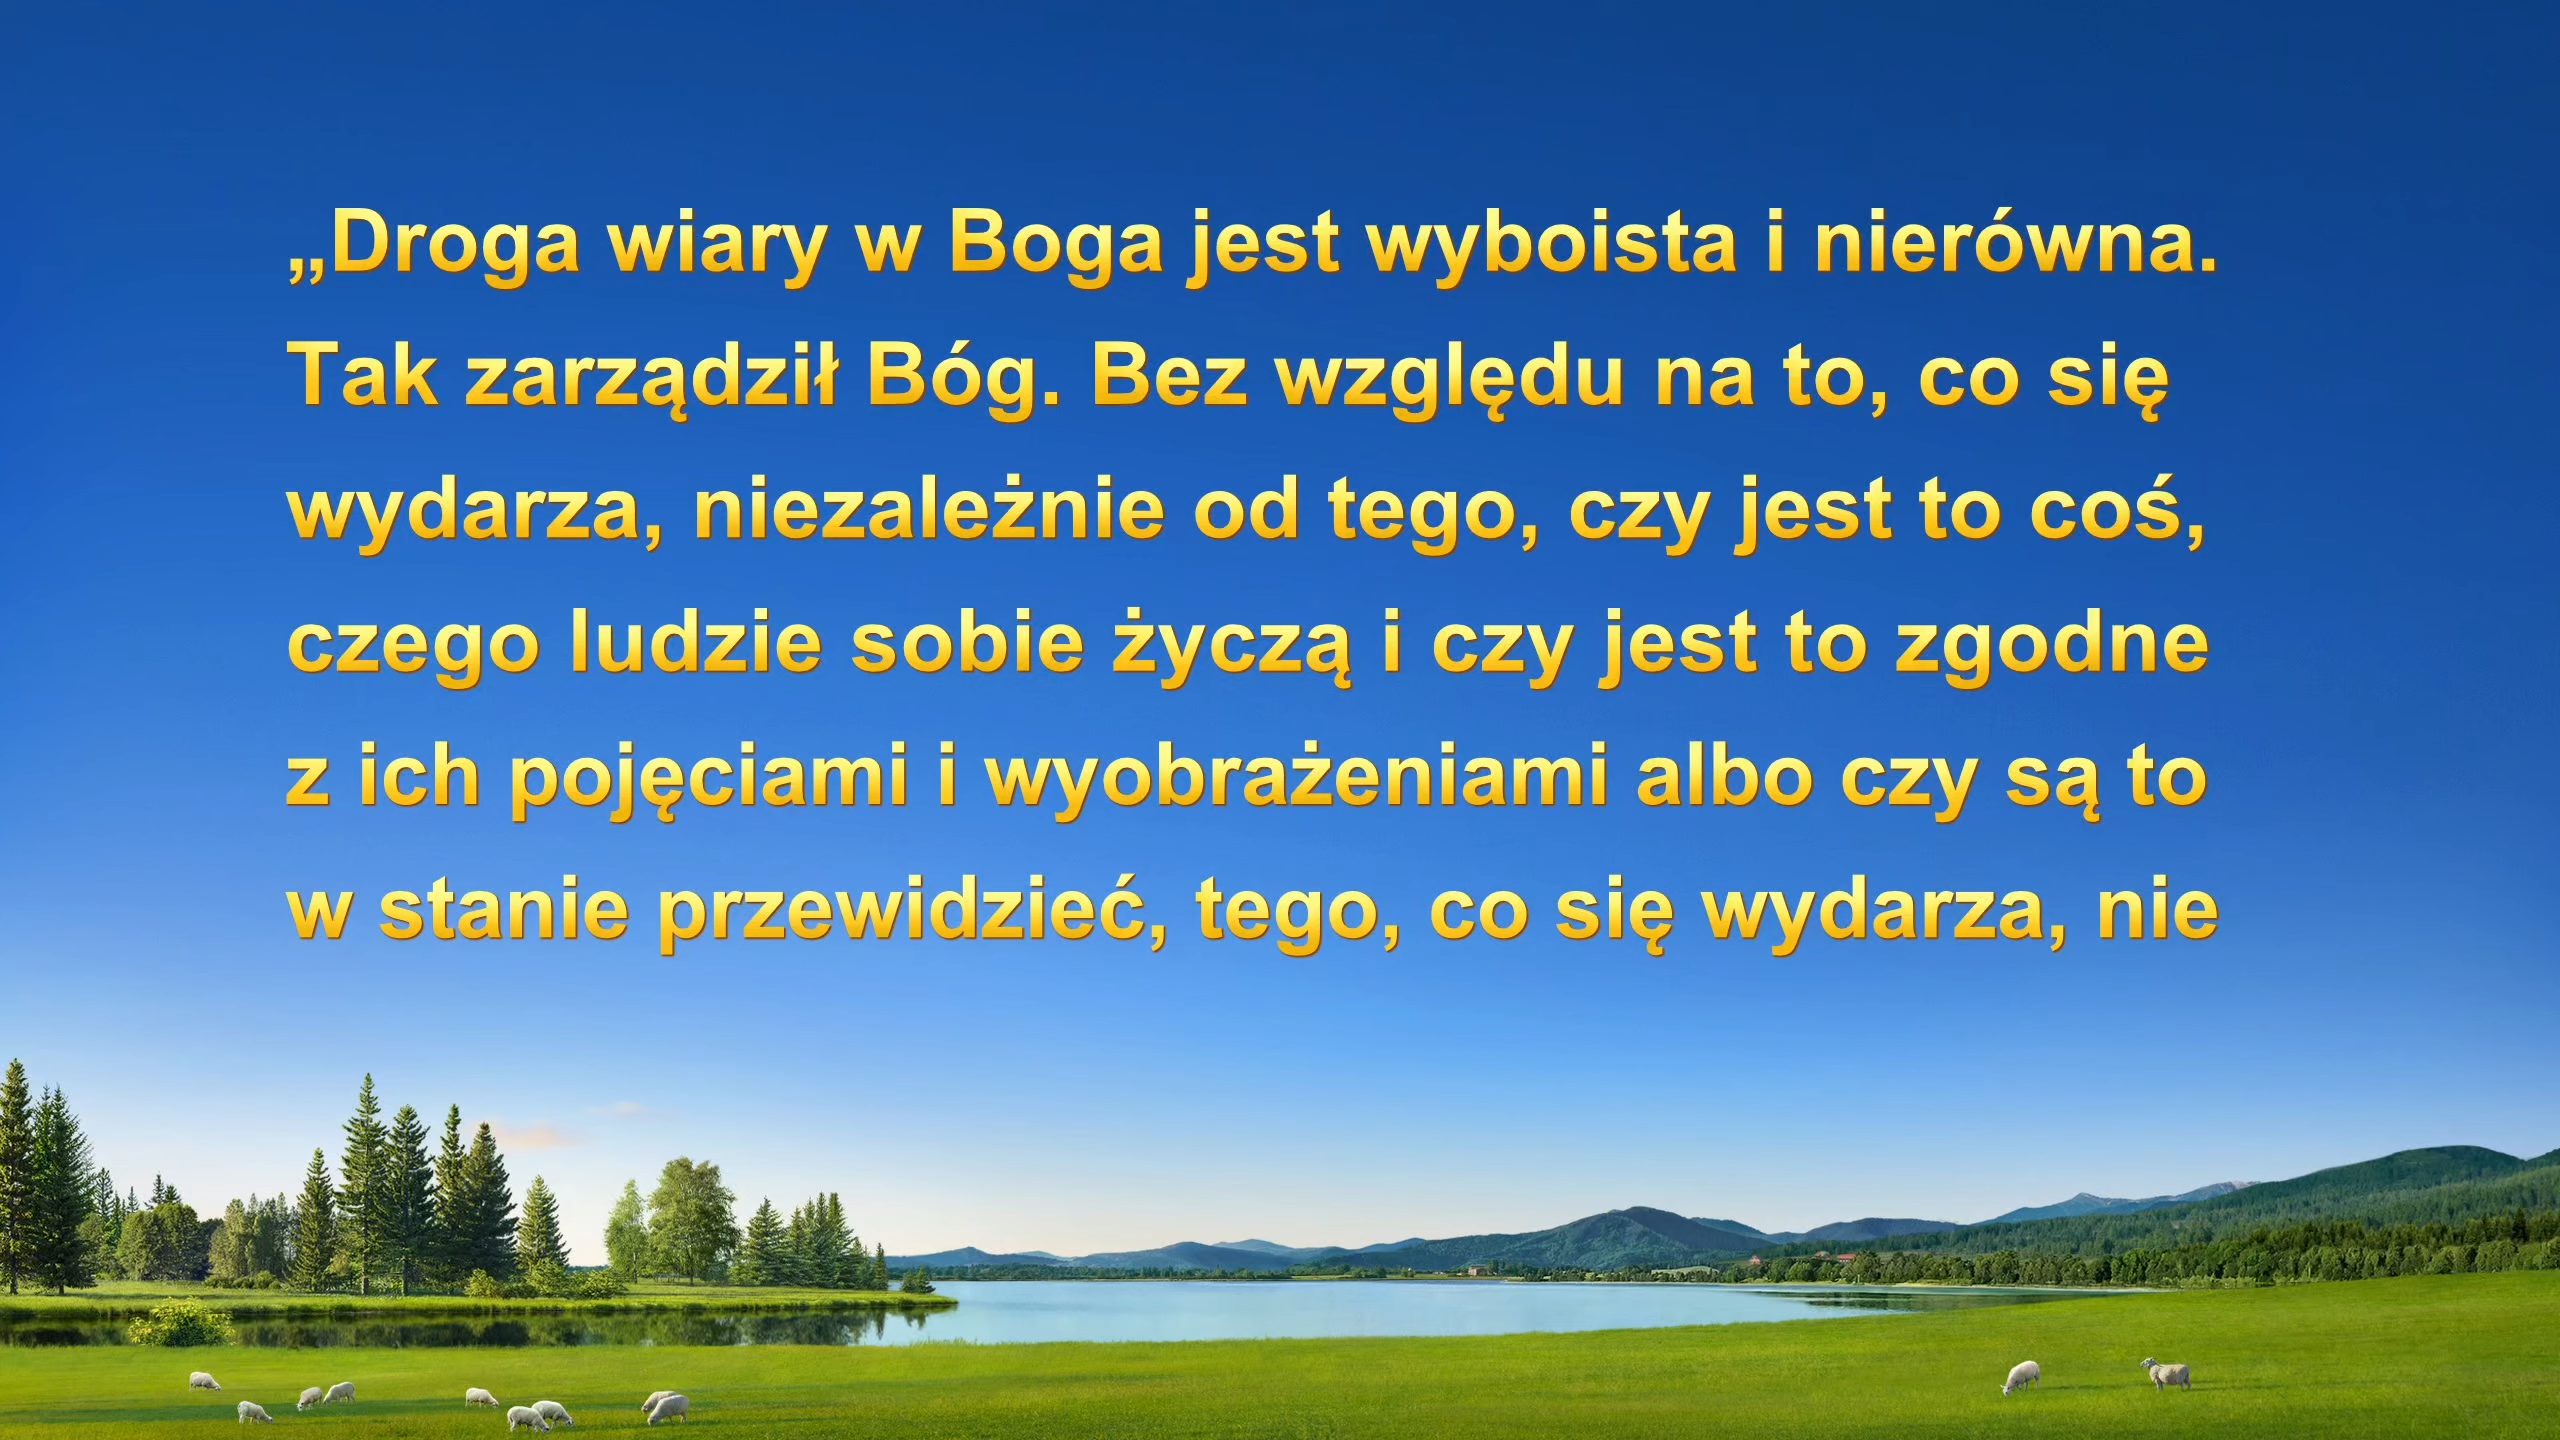 „Droga wiary w Boga jest wyboista i nierówna.
Tak zarządził Bóg. Bez względu na to, co się
wydarza, niezależnie od tego, czy jest to coś,
czego ludzie sobie życzą i czy jest to zgodne
z ich pojęciami i wyobrażeniami albo czy są to
w stanie przewidzieć, tego, co się wydarza, nie